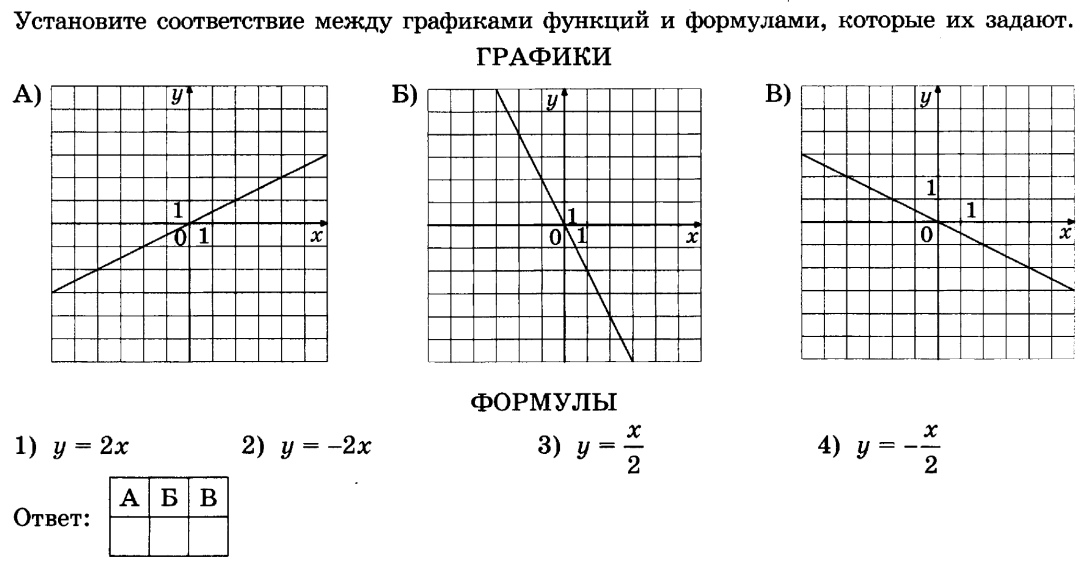 Установите соответствие между графиками функций и формулами, которые их задают.
ГРАФИКИ
А) y 1 0 1 x
Б) y 1 0 1 x
В) y 1 1 0 x
ФОРМУЛЫ
1) y = 2x 2) y = –2x 3) y = x/2 4) y = –x/2
Ответ: А Б В